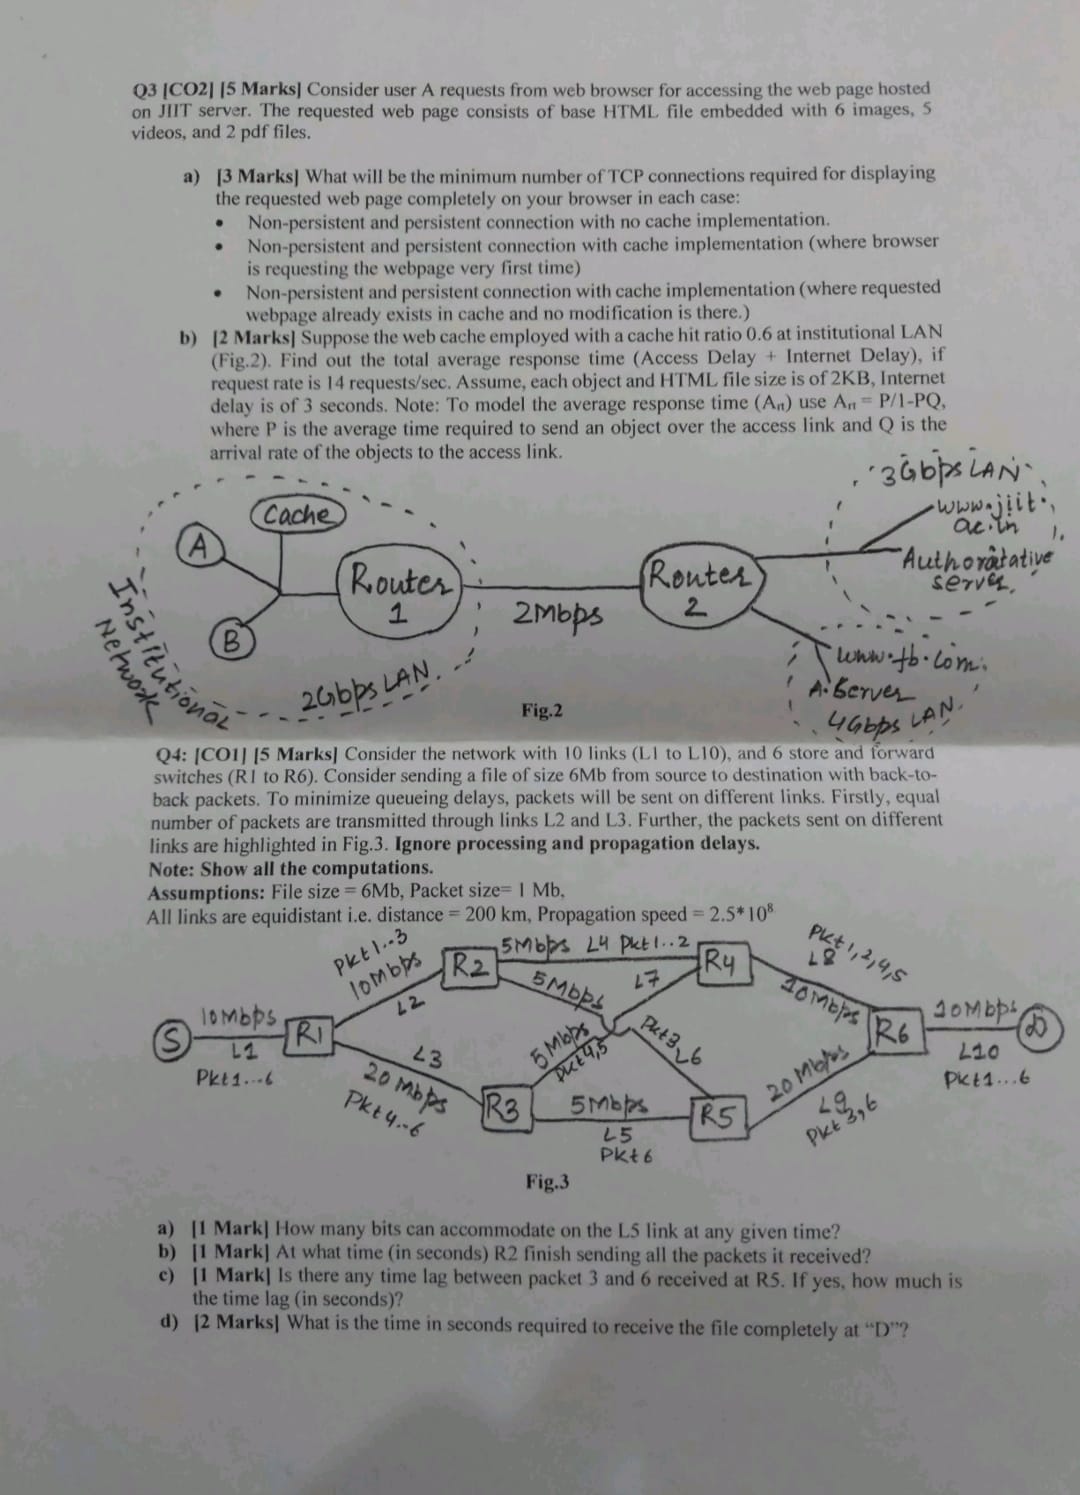 Q3 [CO2] [5 Marks] Consider user A requests from web browser for accessing the web page hosted
on JIIT server. The requested web page consists of base HTML file embedded with 6 images, 5
videos, and 2 pdf files.
a) [3 Marks] What will be the minimum number of TCP connections required for displaying
the requested web page completely on your browser in each case:
• Non-persistent and persistent connection with no cache implementation.
• Non-persistent and persistent connection with cache implementation (where browser
is requesting the webpage very first time)
• Non-persistent and persistent connection with cache implementation (where requested
webpage already exists in cache and no modification is there.)
b) [2 Marks] Suppose the web cache employed with a cache hit ratio 0.6 at institutional LAN
(Fig.2). Find out the total average response time (Access Delay + Internet Delay), if
request rate is 14 requests/sec. Assume, each object and HTML file size is of 2KB, Internet
delay is of 3 seconds. Note: To model the average response time (Aₙ) use Aₙ = P/1-PQ,
where P is the average time required to send an object over the access link and Q is the
arrival rate of the objects to the access link.
3Gbps LAN
Cache
www.jiit.
ac.in
A
Router
1
Router
2
Authoratative
server.
2Mbps
B
Institutional
Network
www.fb.com.
A.Server
2Gbps LAN.
4Gbps LAN.
Fig.2
Q4: [CO1] [5 Marks] Consider the network with 10 links (L1 to L10), and 6 store and forward
switches (R1 to R6). Consider sending a file of size 6Mb from source to destination with back-to-
back packets. To minimize queueing delays, packets will be sent on different links. Firstly, equal
number of packets are transmitted through links L2 and L3. Further, the packets sent on different
links are highlighted in Fig.3. Ignore processing and propagation delays.
Note: Show all the computations.
Assumptions: File size = 6Mb, Packet size= 1 Mb,
All links are equidistant i.e. distance = 200 km, Propagation speed = 2.5*10⁸
Pkt1..3
10Mbps
L2
R2
5Mbps L4 Pkt1..2
R4
Pkt1,2,4,5
L8
10Mbps
5Mbps
L7
S
10Mbps
L1
Pkt1...6
R1
5Mbps
Pkt4,5
Pkt3
L6
R6
10Mbps
L10
Pkt1...6
D
L3
20 Mbps
Pkt4..6
R3
5Mbps
L5
Pkt6
R5
20 Mbps
L9
Pkt 3,6
Fig.3
a) [1 Mark] How many bits can accommodate on the L5 link at any given time?
b) [1 Mark] At what time (in seconds) R2 finish sending all the packets it received?
c) [1 Mark] Is there any time lag between packet 3 and 6 received at R5. If yes, how much is
the time lag (in seconds)?
d) [2 Marks] What is the time in seconds required to receive the file completely at “D”?